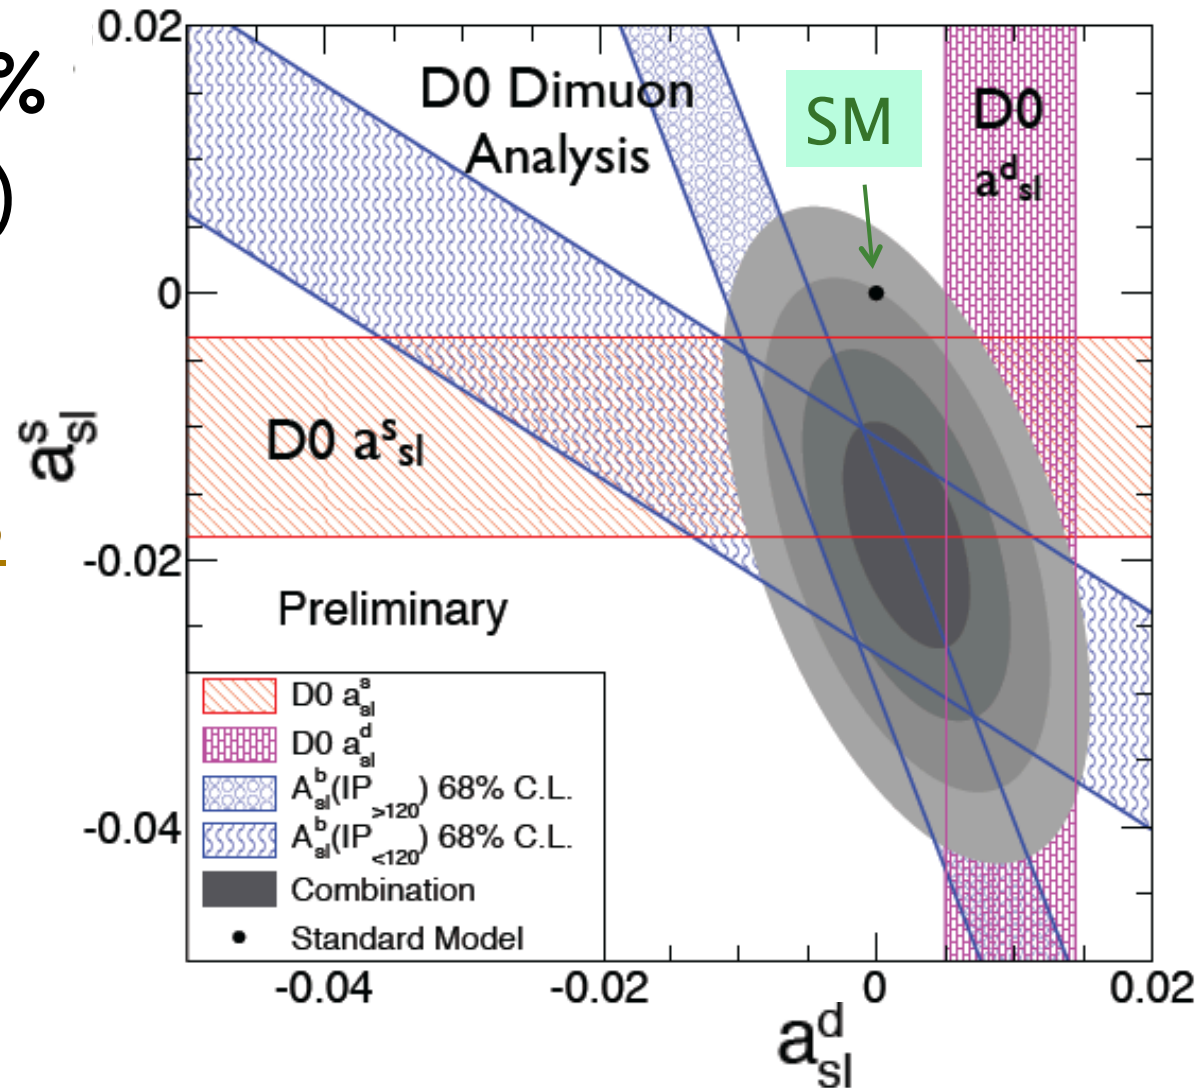 %
)
0.02
0
-0.02
-0.04
a^s_sl
D0 Dimuon
Analysis
SM
D0
a^d_sl
D0 a^s_sl
Preliminary
D0 a^s_sl
D0 a^d_sl
A^b_sl(IP_>120) 68% C.L.
A^b_sl(IP_<120) 68% C.L.
Combination
Standard Model
-0.04 -0.02 0 0.02
a^d_sl